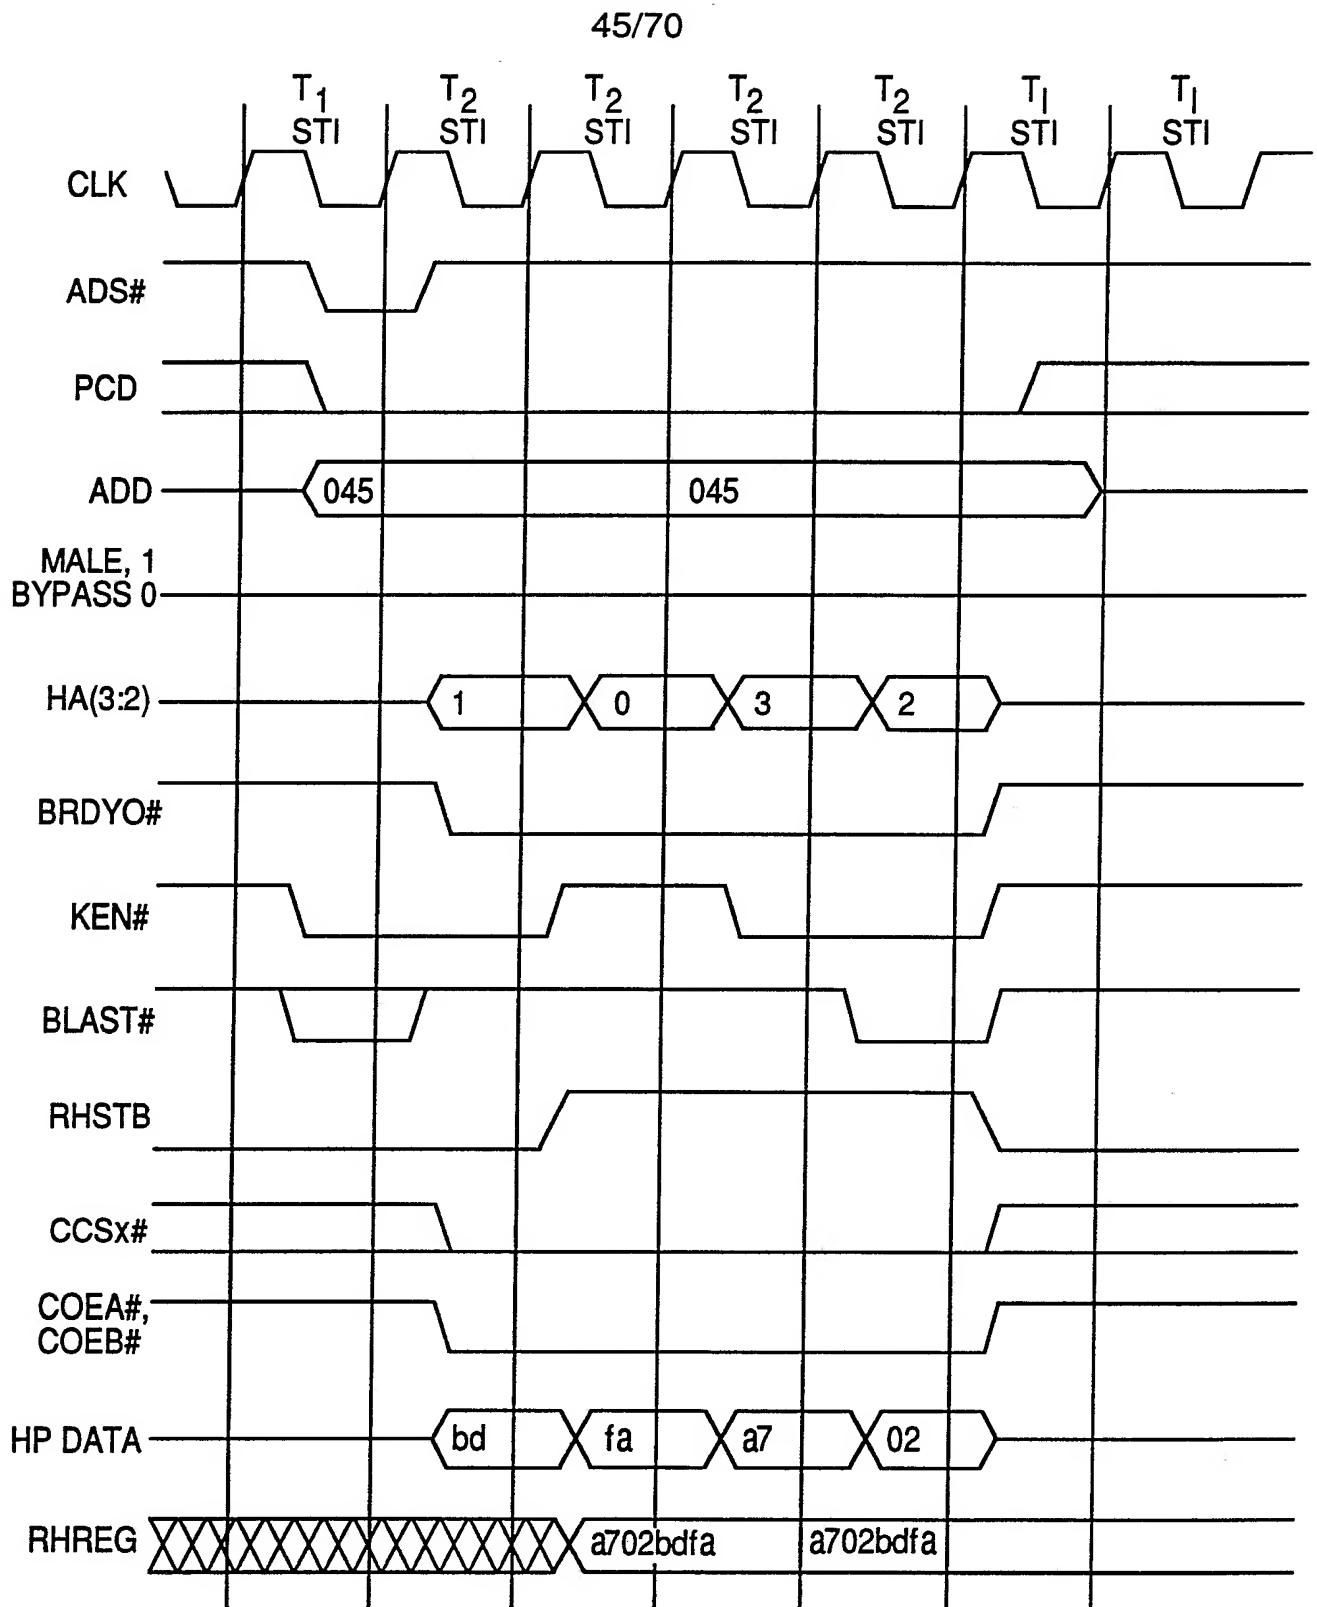 45/70
T1 T2 T2 T2 T2 TI TI
STI STI STI STI STI STI STI
CLK
ADS#
PCD
ADD 045 045
MALE, 1
BYPASS 0
HA(3:2) 1 0 3 2
BRDYO#
KEN#
BLAST#
RHSTB
CCSx#
COEA#,
COEB#
HP DATA bd fa a7 02
RHREG a702bdfa a702bdfa